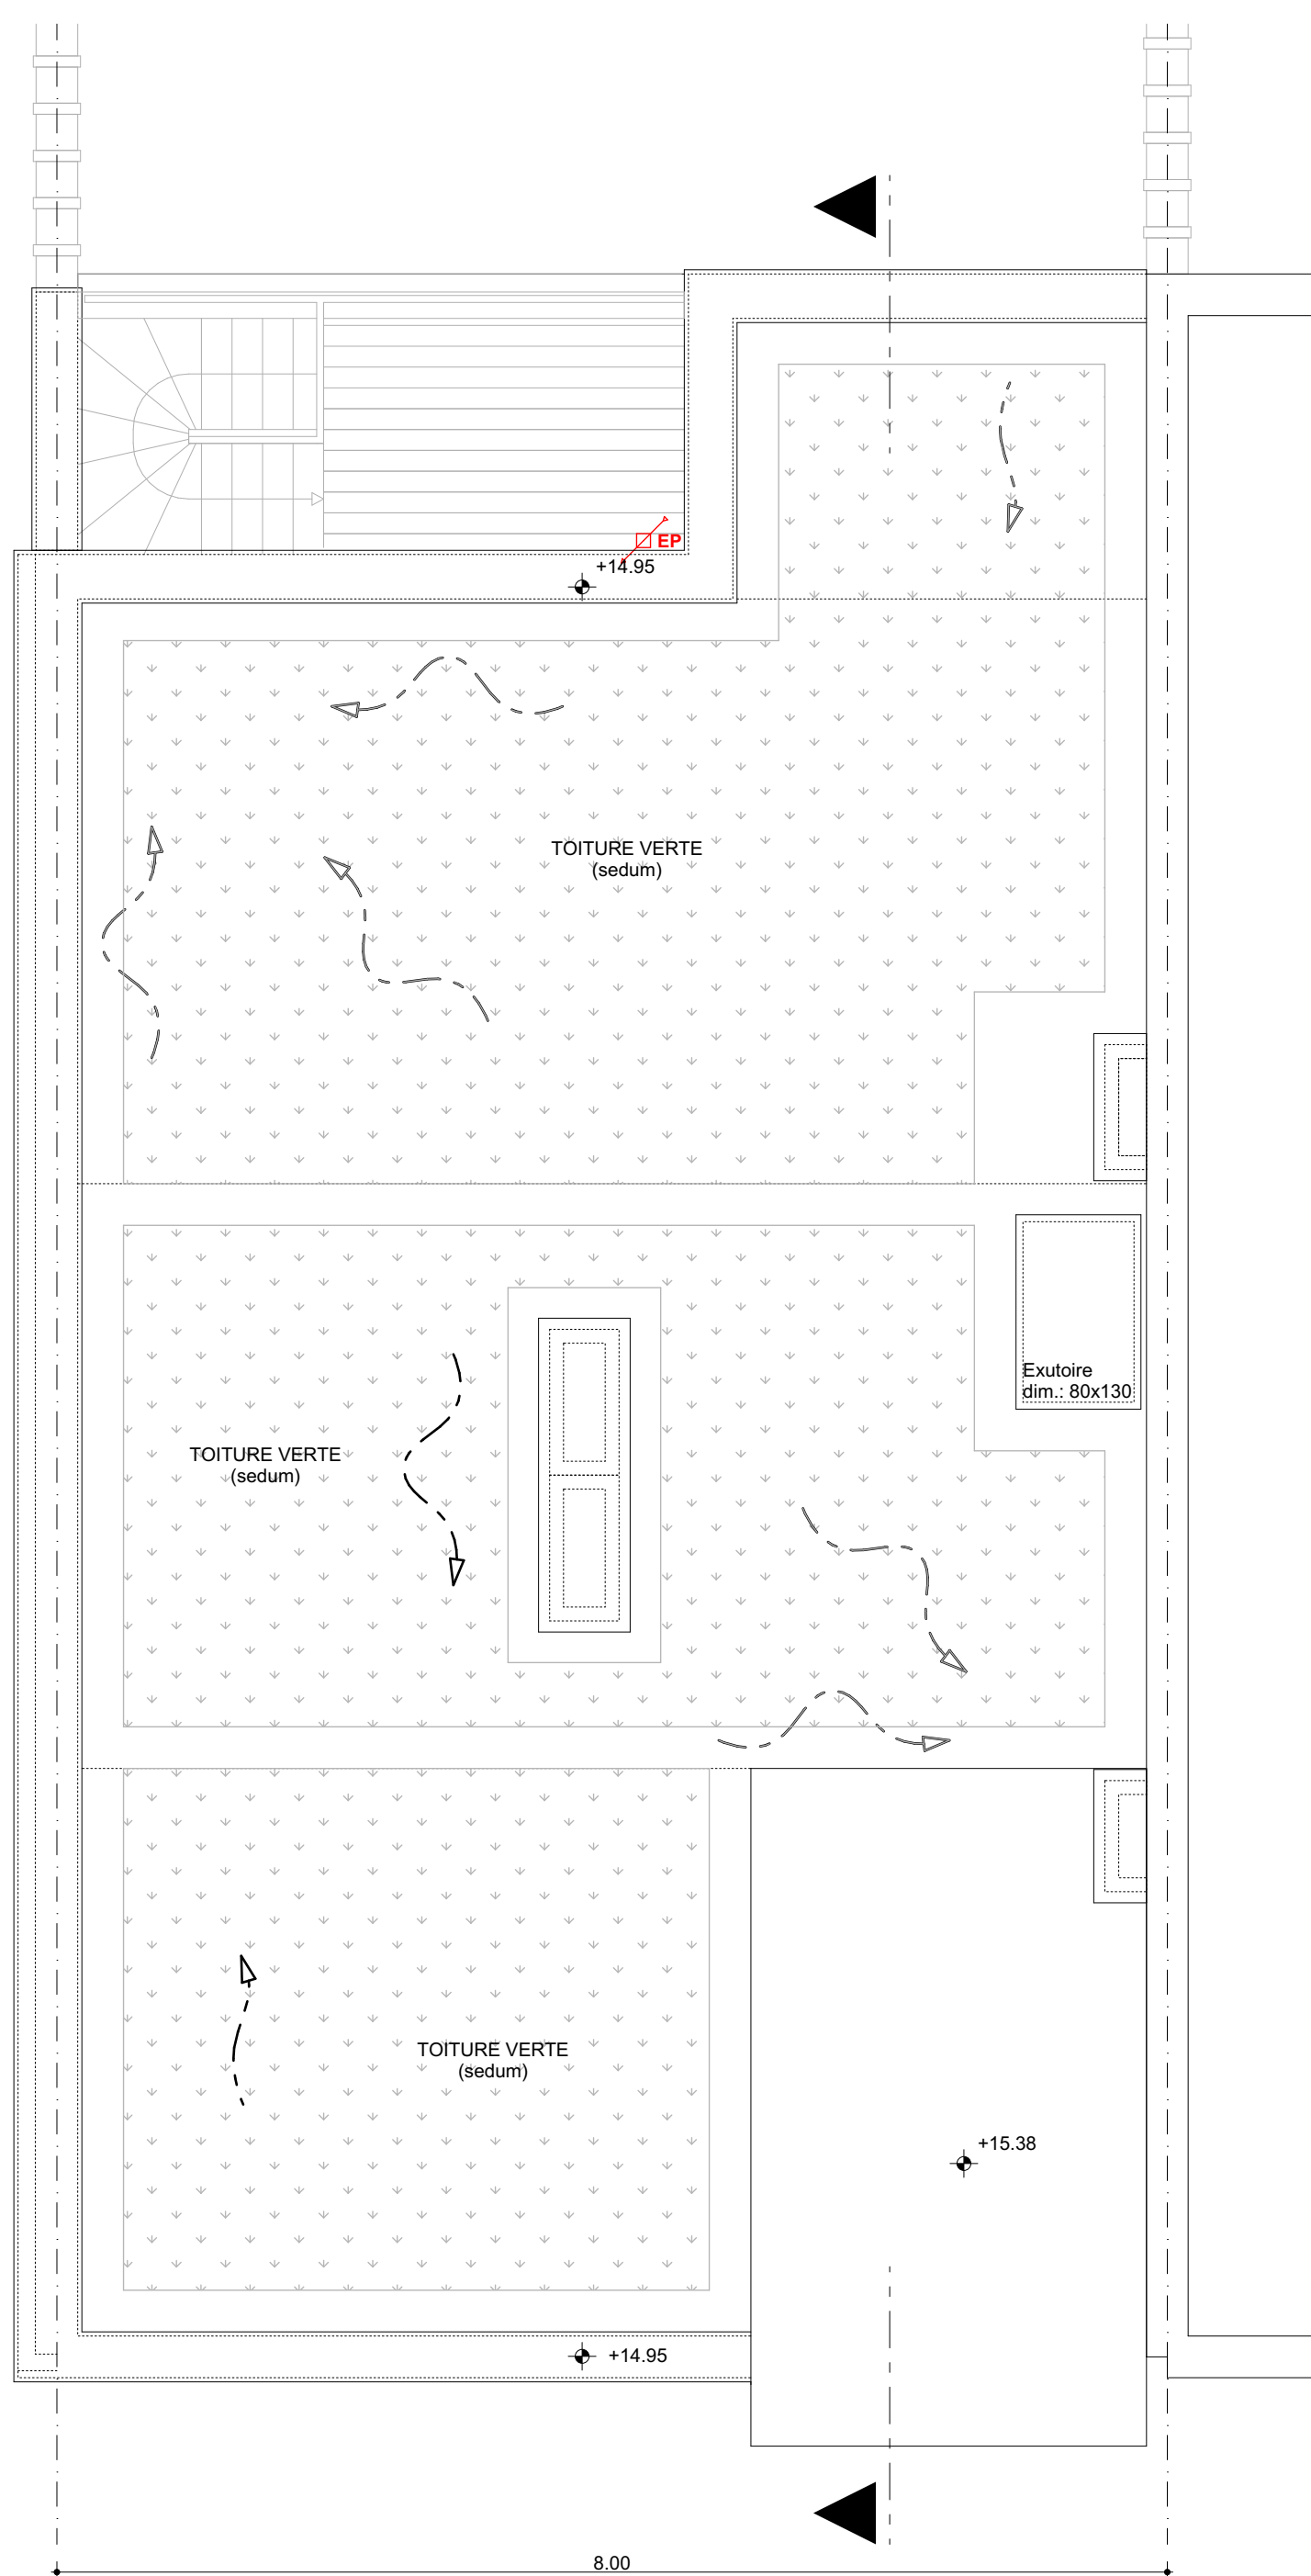 EP
+14.95
TOITURE VERTE
(sedum)
Exutoire
dim.: 80x130
TOITURE VERTE
(sedum)
TOITURE VERTE
(sedum)
+15.38
+14.95
8.00